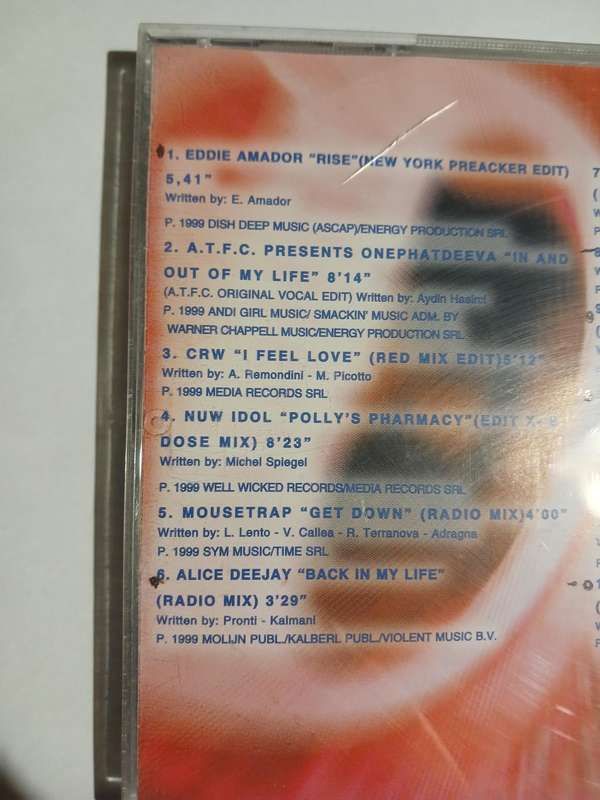 1. EDDIE AMADOR "RISE"(NEW YORK PREACKER EDIT)
5,41"
Written by: E. Amador
P. 1999 DISH DEEP MUSIC (ASCAP)/ENERGY PRODUCTION SRL
2. A.T.F.C. PRESENTS ONEPHATDEEVA "IN AND
OUT OF MY LIFE" 8'14"
(A.T.F.C. ORIGINAL VOCAL EDIT) Written by: Aydin Hasirci
P. 1999 ANDI GIRL MUSIC/ SMACKIN' MUSIC ADM. BY
WARNER CHAPPELL MUSIC/ENERGY PRODUCTION SRL
3. CRW "I FEEL LOVE" (RED MIX EDIT)5'12"
Written by: A. Remondini - M. Picotto
P. 1999 MEDIA RECORDS SRL
4. NUW IDOL "POLLY'S PHARMACY"(EDIT X-
DOSE MIX) 8'23"
Written by: Michel Spiegel
P. 1999 WELL WICKED RECORDS/MEDIA RECORDS SRL
5. MOUSETRAP "GET DOWN" (RADIO MIX)4'00"
Written by: L. Lento - V. Callea - R. Terranova - Adragna
P. 1999 SYM MUSIC/TIME SRL
6. ALICE DEEJAY "BACK IN MY LIFE"
(RADIO MIX) 3'29"
Written by: Pronti - Kalmani
P. 1999 MOLIJN PUBL./KALBERL PUBL./VIOLENT MUSIC B.V.